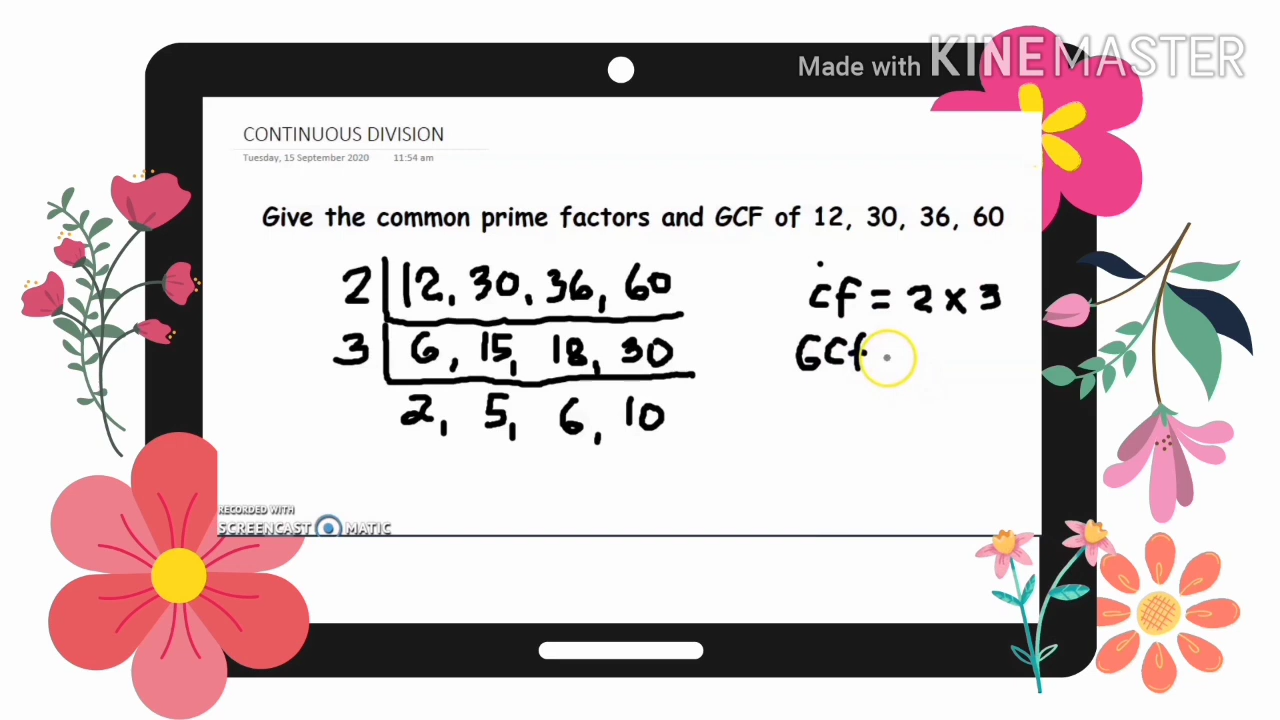 Made with KINEMASTER
CONTINUOUS DIVISION
Tuesday, 15 September 2020 11:54 am
Give the common prime factors and GCF of 12, 30, 36, 60
2 12, 30, 36, 60
cf = 2 x 3
3 6, 15, 18, 30
GCf
2, 5, 6, 10
RECORDED WITH
SCREENCAST MATIC